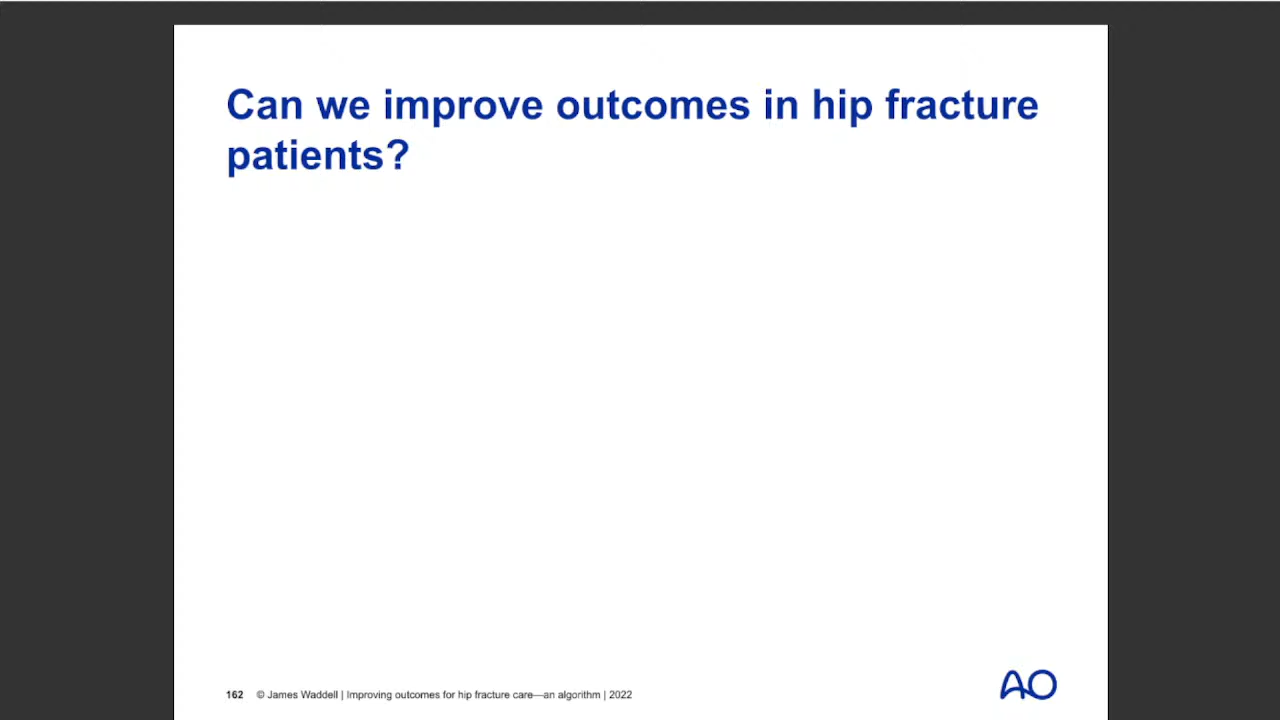 Can we improve outcomes in hip fracture
patients?
162 © James Waddell | Improving outcomes for hip fracture care—an algorithm | 2022
AO